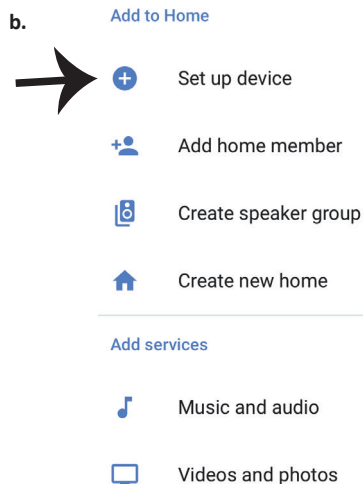 b.
Add to Home
Set up device
Add home member
Create speaker group
Create new home
Add services
Music and audio
Videos and photos